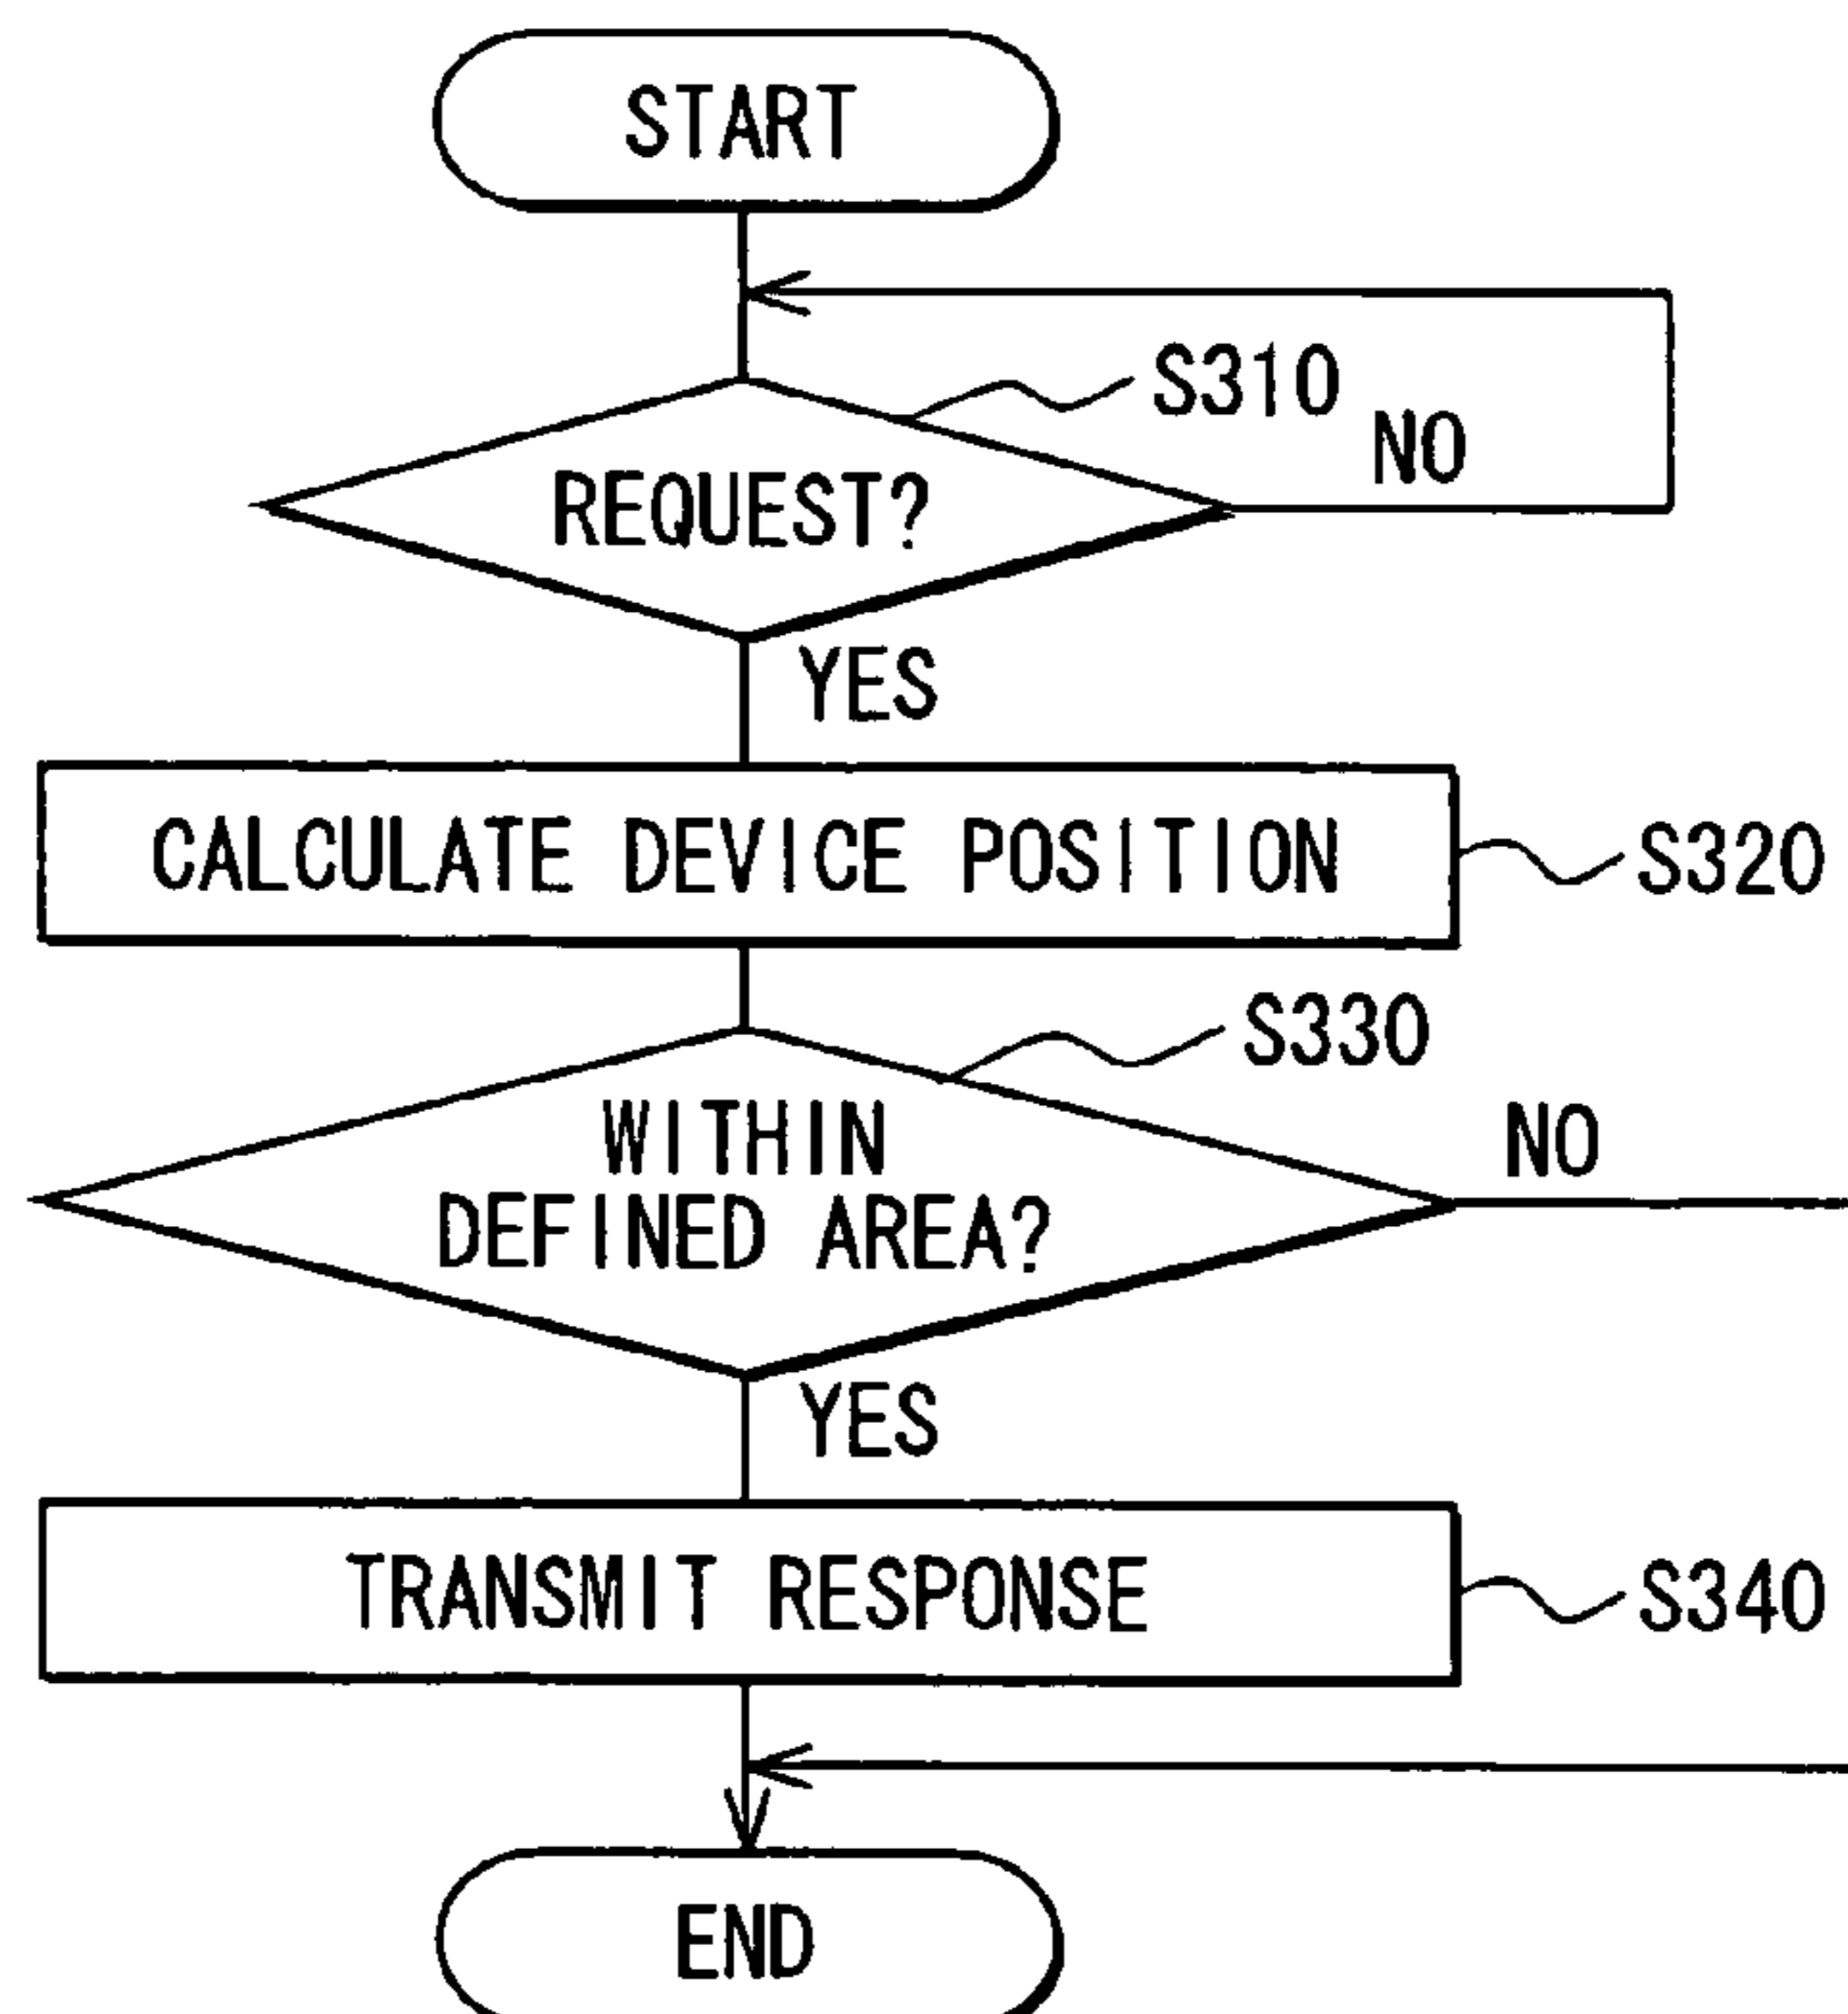 START
S310
NO
REQUEST?
YES
CALCULATE DEVICE POSITION
S320
S330
WITHIN
NO
DEFINED AREA?
YES
TRANSMIT RESPONSE
S340
END